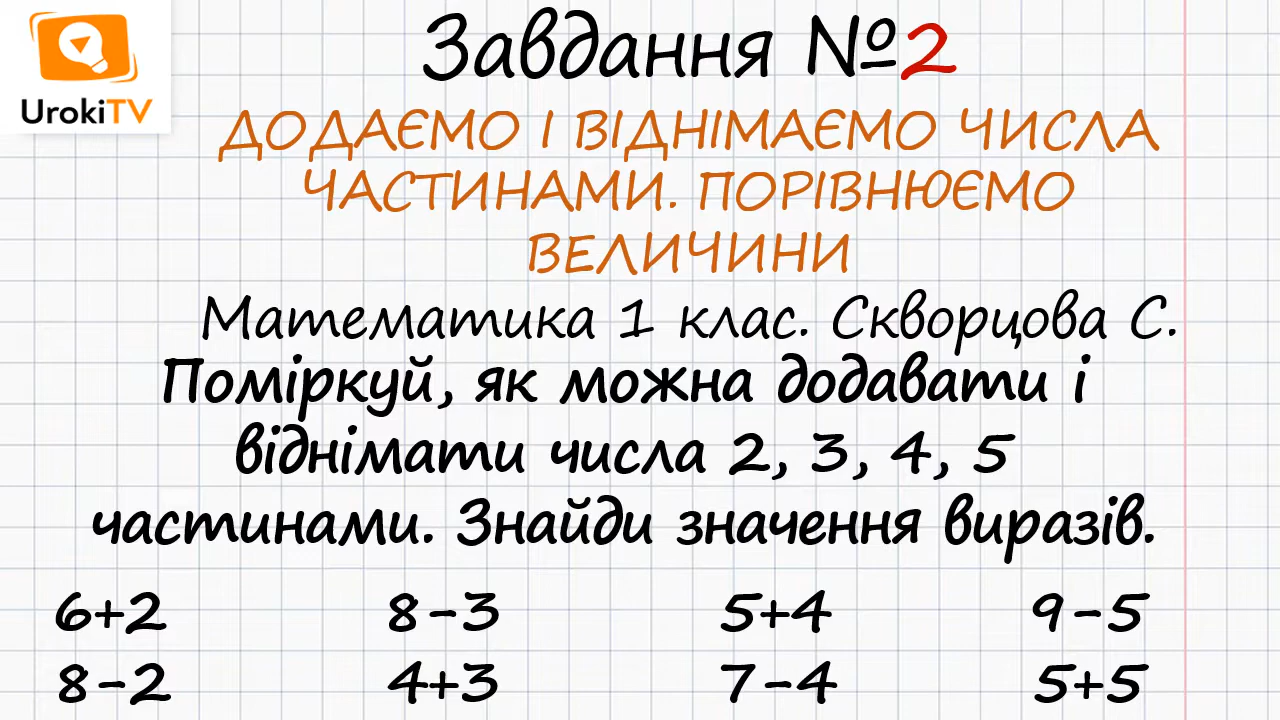 UrokiTV
Завдання №2
ДОДАЄМО І ВІДНІМАЄМО ЧИСЛА
ЧАСТИНАМИ. ПОРІВНЮЄМО
ВЕЛИЧИНИ
Математика 1 клас. Скворцова С.
Поміркуй, як можна додавати і
віднімати числа 2, 3, 4, 5
частинами. Знайди значення виразів.
6+2 8-3 5+4 9-5
8-2 4+3 7-4 5+5